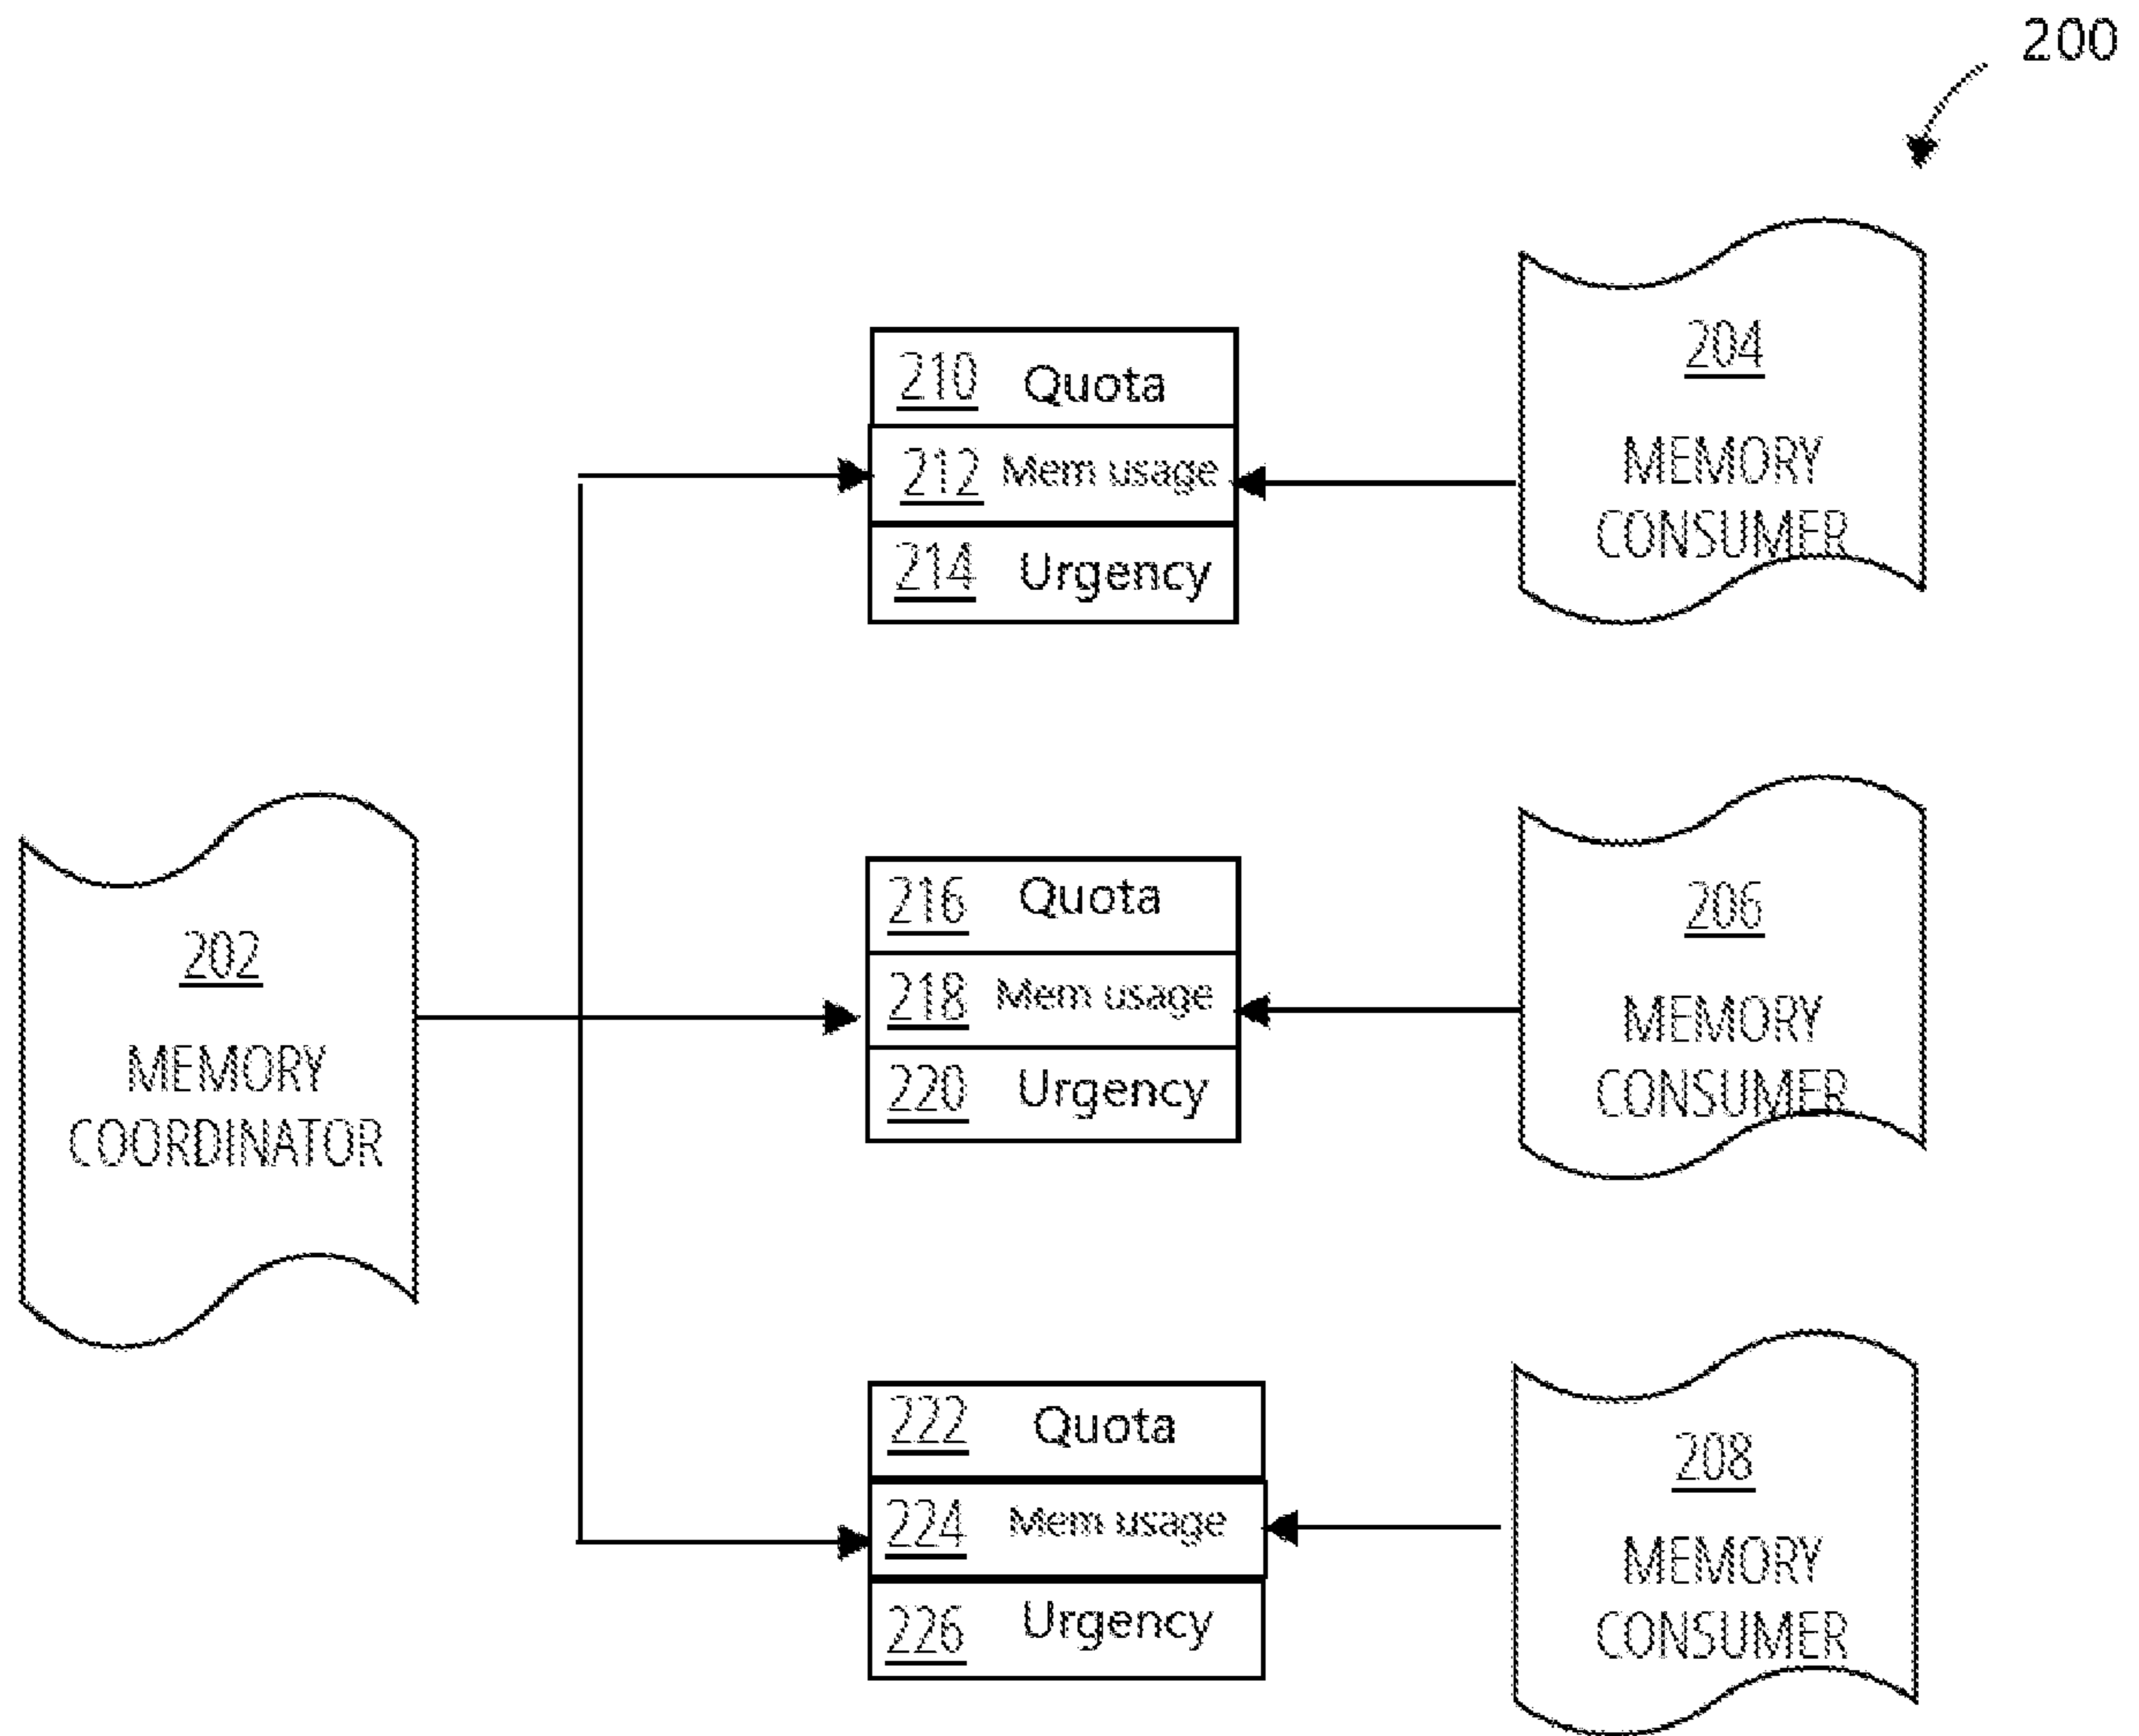 200
204
MEMORY
CONSUMER
210 Quota
212 Mem usage
214 Urgency
202
MEMORY
COORDINATOR
216 Quota
218 Mem usage
220 Urgency
206
MEMORY
CONSUMER
222 Quota
224 Mem usage
226 Urgency
208
MEMORY
CONSUMER